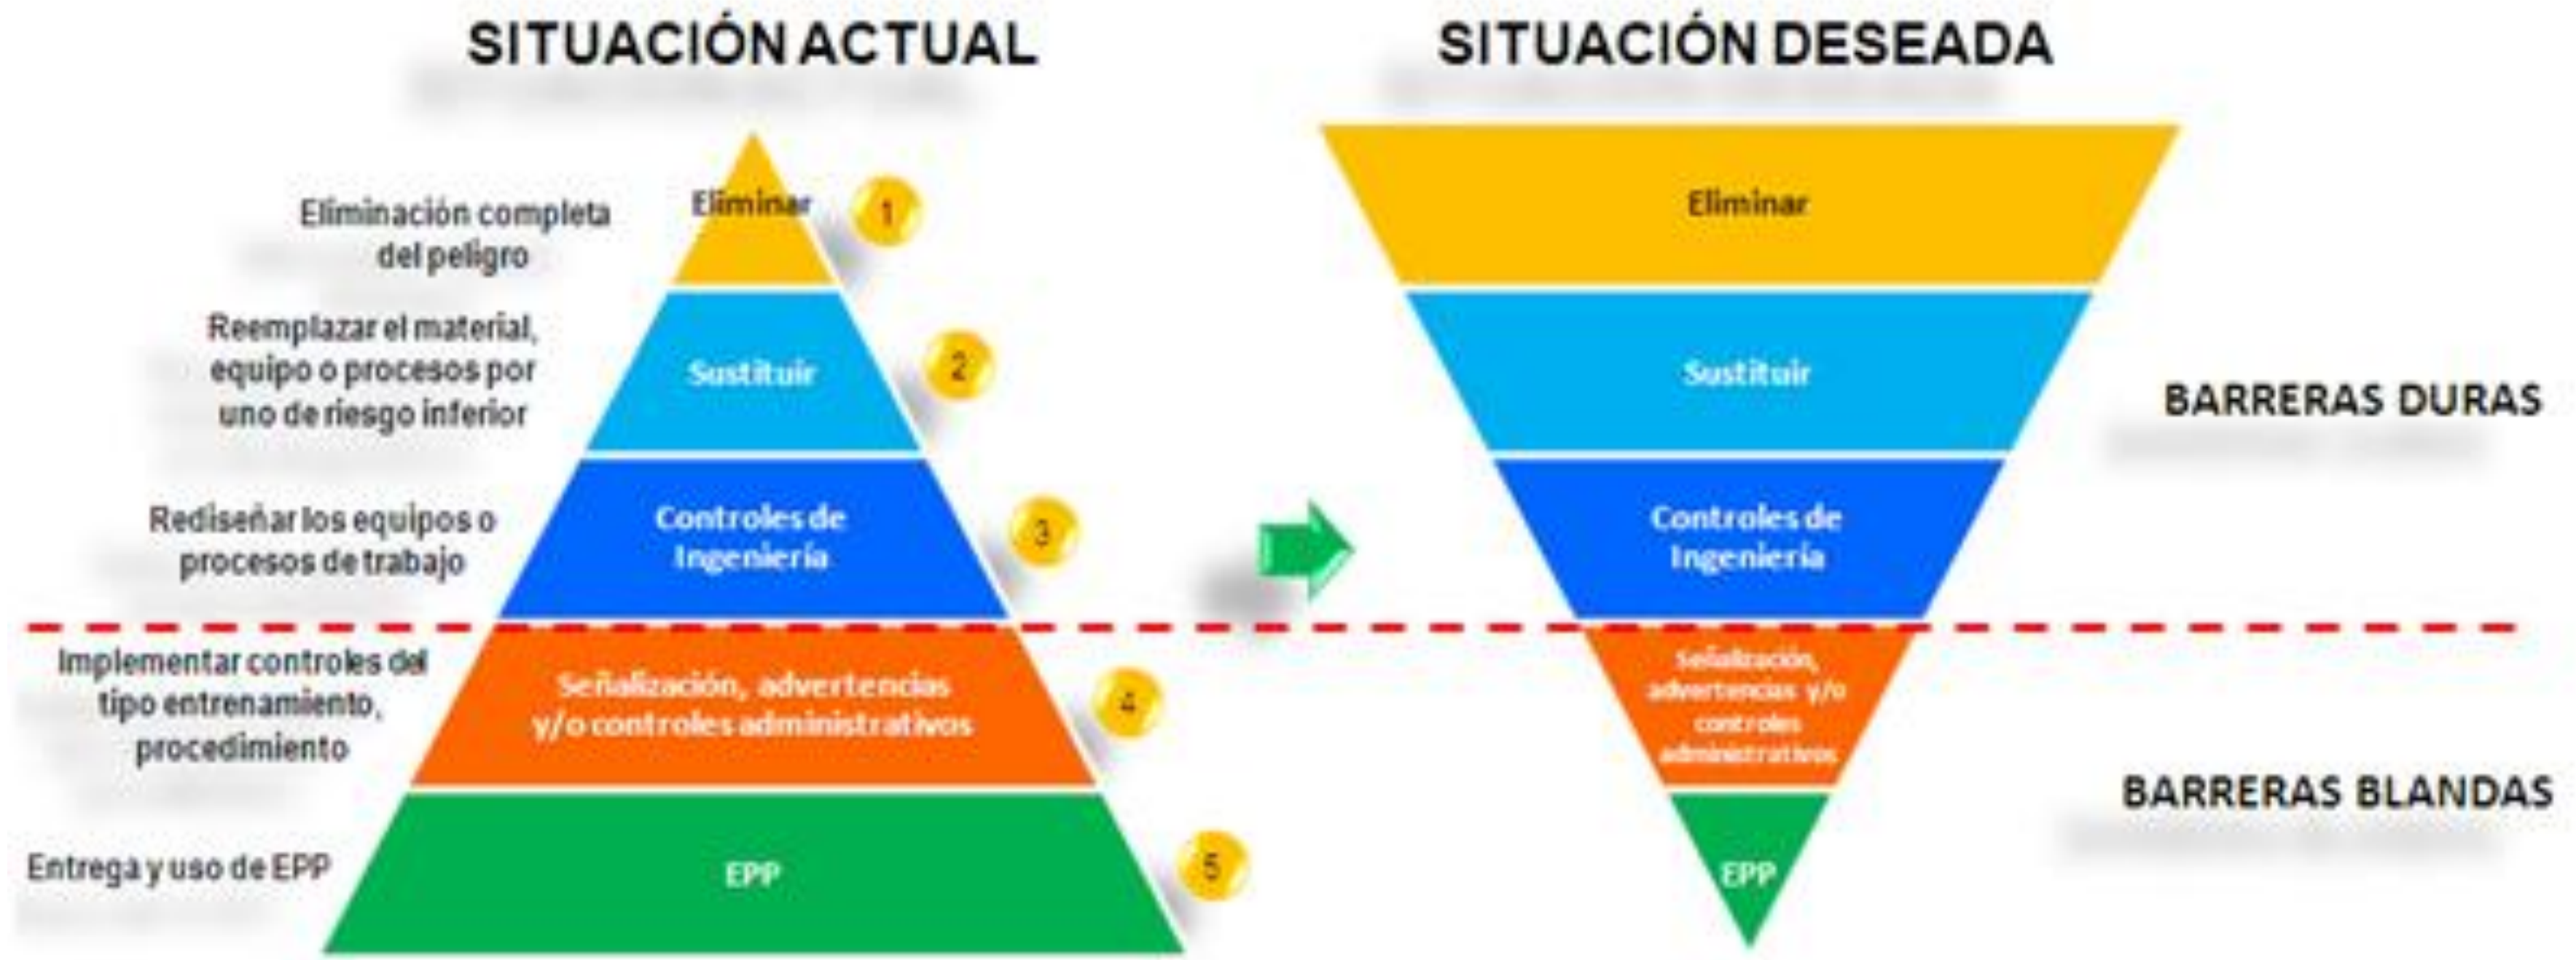 SITUACIÓN ACTUAL
Eliminación completa
del peligro
Reemplazar el material,
equipo o procesos por
uno de riesgo inferior
Rediseñar los equipos o
procesos de trabajo
Implementar controles del
tipo entrenamiento,
procedimiento
Entrega y uso de EPP
Eliminar
1
Sustituir
2
Controles de
Ingeniería
3
Señalización, advertencias
y/o controles administrativos
4
EPP
5
SITUACIÓN DESEADA
Eliminar
Sustituir
Controles de
Ingeniería
Señalización,
advertencias y/o
controles
administrativos
EPP
BARRERAS DURAS
BARRERAS BLANDAS